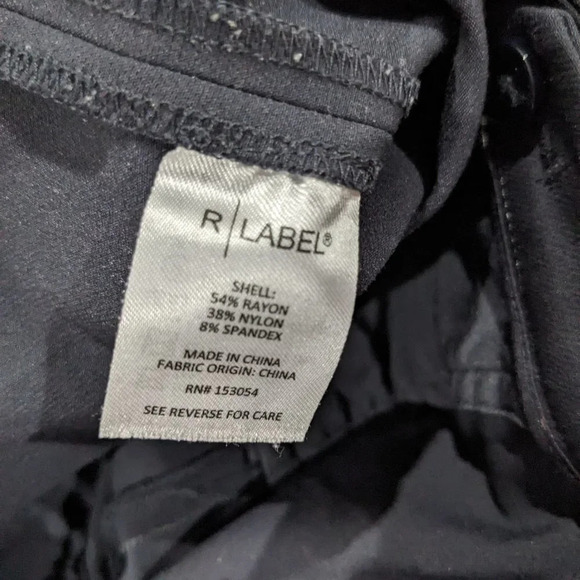 R | LABEL®
SHELL:
54% RAYON
38% NYLON
8% SPANDEX
MADE IN CHINA
FABRIC ORIGIN: CHINA
RN# 153054
SEE REVERSE FOR CARE